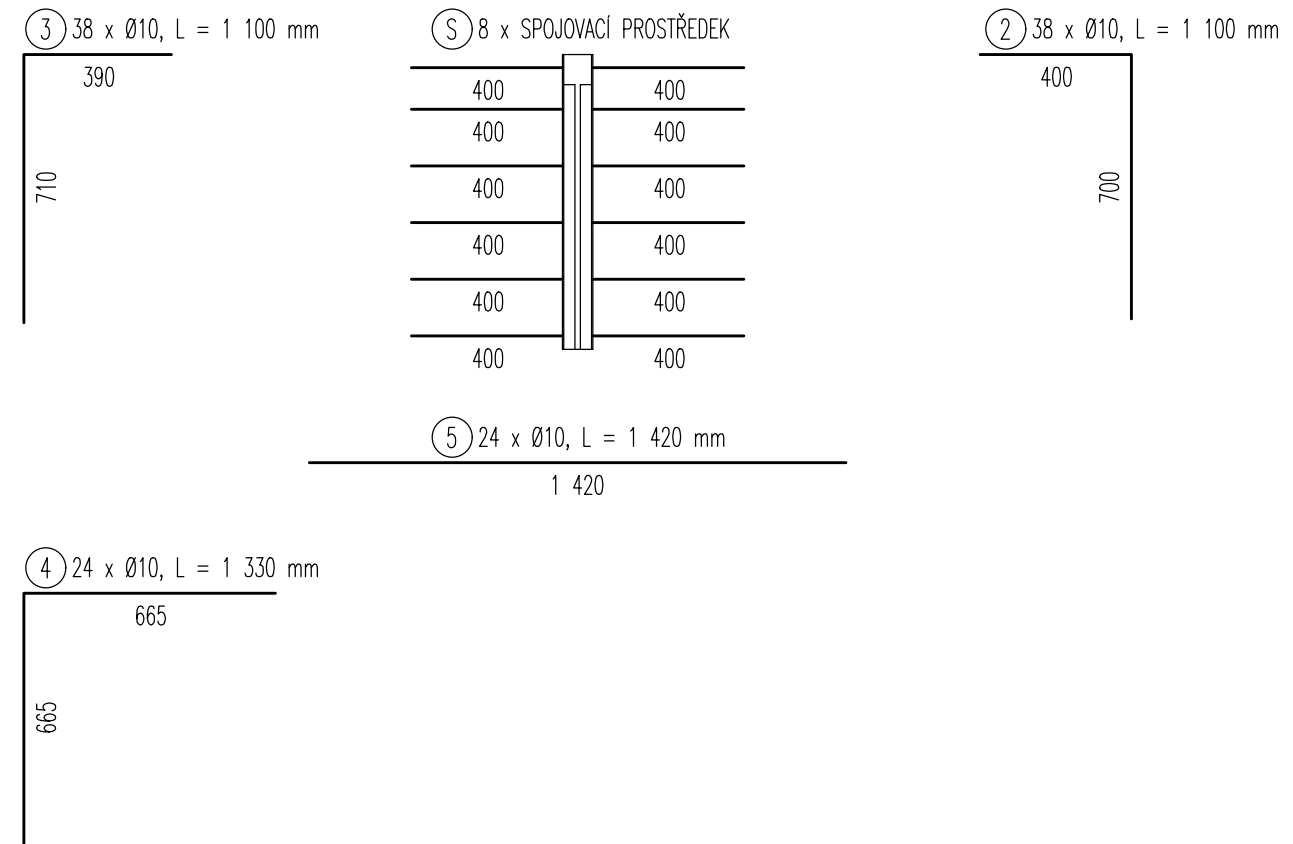 3 38 x Ø10, L = 1 100 mm
390
710
S 8 x SPOJOVACÍ PROSTŘEDEK
400 400
400 400
400 400
400 400
400 400
400 400
2 38 x Ø10, L = 1 100 mm
400
700
5 24 x Ø10, L = 1 420 mm
1 420
4 24 x Ø10, L = 1 330 mm
665
665